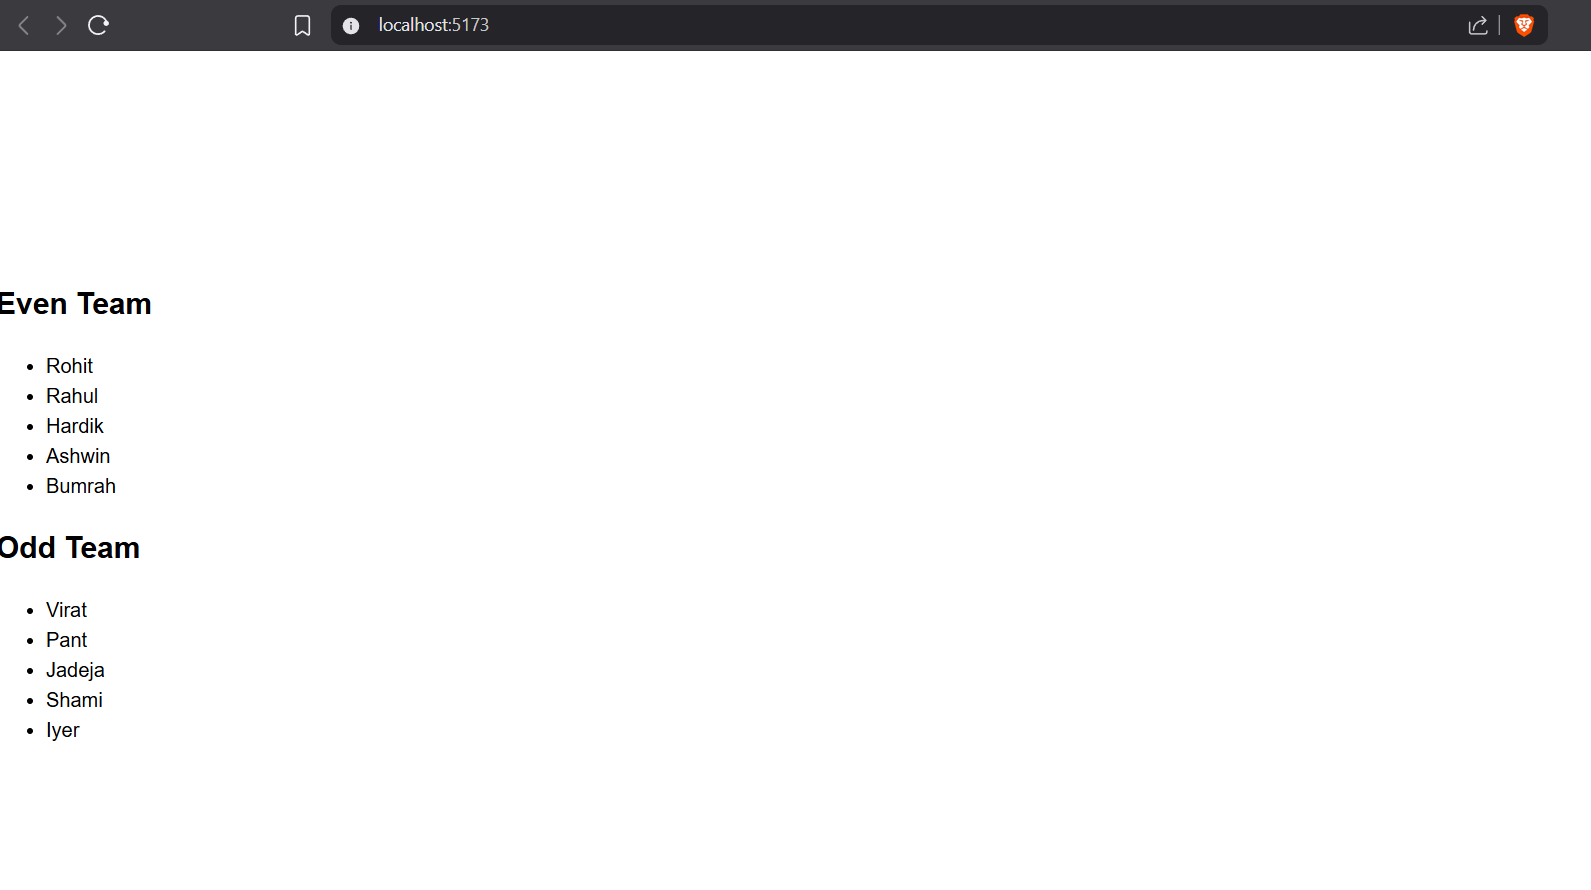 localhost:5173
Even Team
Rohit
Rahul
Hardik
Ashwin
Bumrah
Odd Team
Virat
Pant
Jadeja
Shami
Iyer